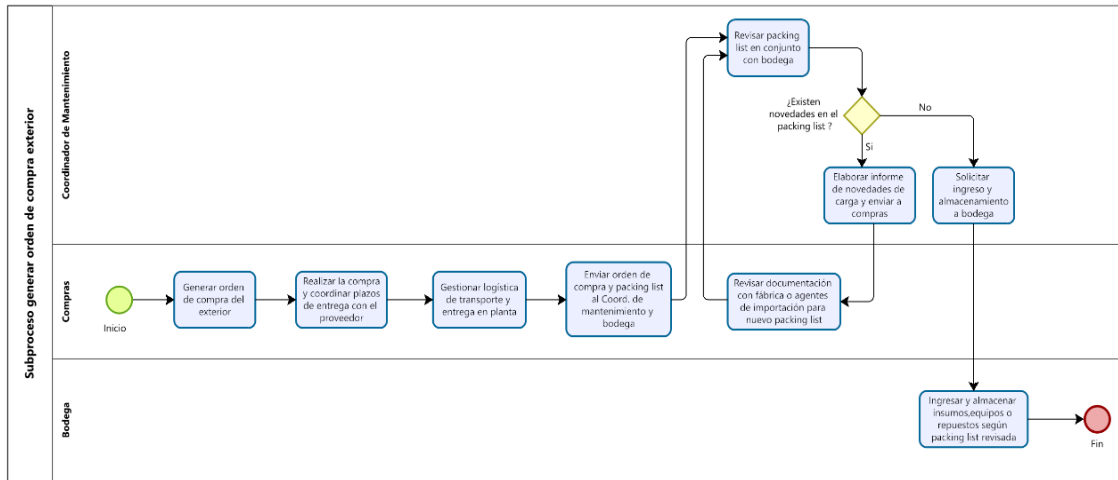 Subproceso generar orden de compra exterior
Coordinador de Mantenimiento
Revisar packing
list en conjunto
con bodega
¿Existen
novedades en el
packing list ?
No
Si
Elaborar informe
de novedades de
carga y enviar a
compras
Solicitar
ingreso y
almacenamiento
a bodega
Compras
Inicio
Generar orden
de compra del
exterior
Realizar la compra
y coordinar plazos
de entrega con el
proveedor
Gestionar logística
de transporte y
entrega en planta
Enviar orden de
compra y packing list
al Coord. de
mantenimiento y
bodega
Revisar documentación
con fábrica o agentes
de importación para
nuevo packing list
Bodega
Ingresar y almacenar
insumos,equipos o
repuestos según
packing list revisada
Fin